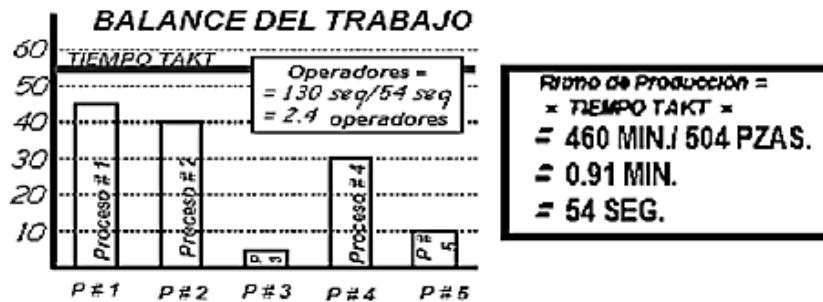 BALANCE DEL TRABAJO
60
TIEMPO TAKT
50
40
30
20
10
Operadores =
= 130 seg/54 seg
= 2.4 operadores
Proceso # 1
Proceso # 2
P 3
Proceso # 4
P # 5
P # 1
P # 2
P # 3
P # 4
P # 5
Ritmo de Producción =
= TIEMPO TAKT =
= 460 MIN./ 504 PZAS.
= 0.91 MIN.
= 54 SEG.